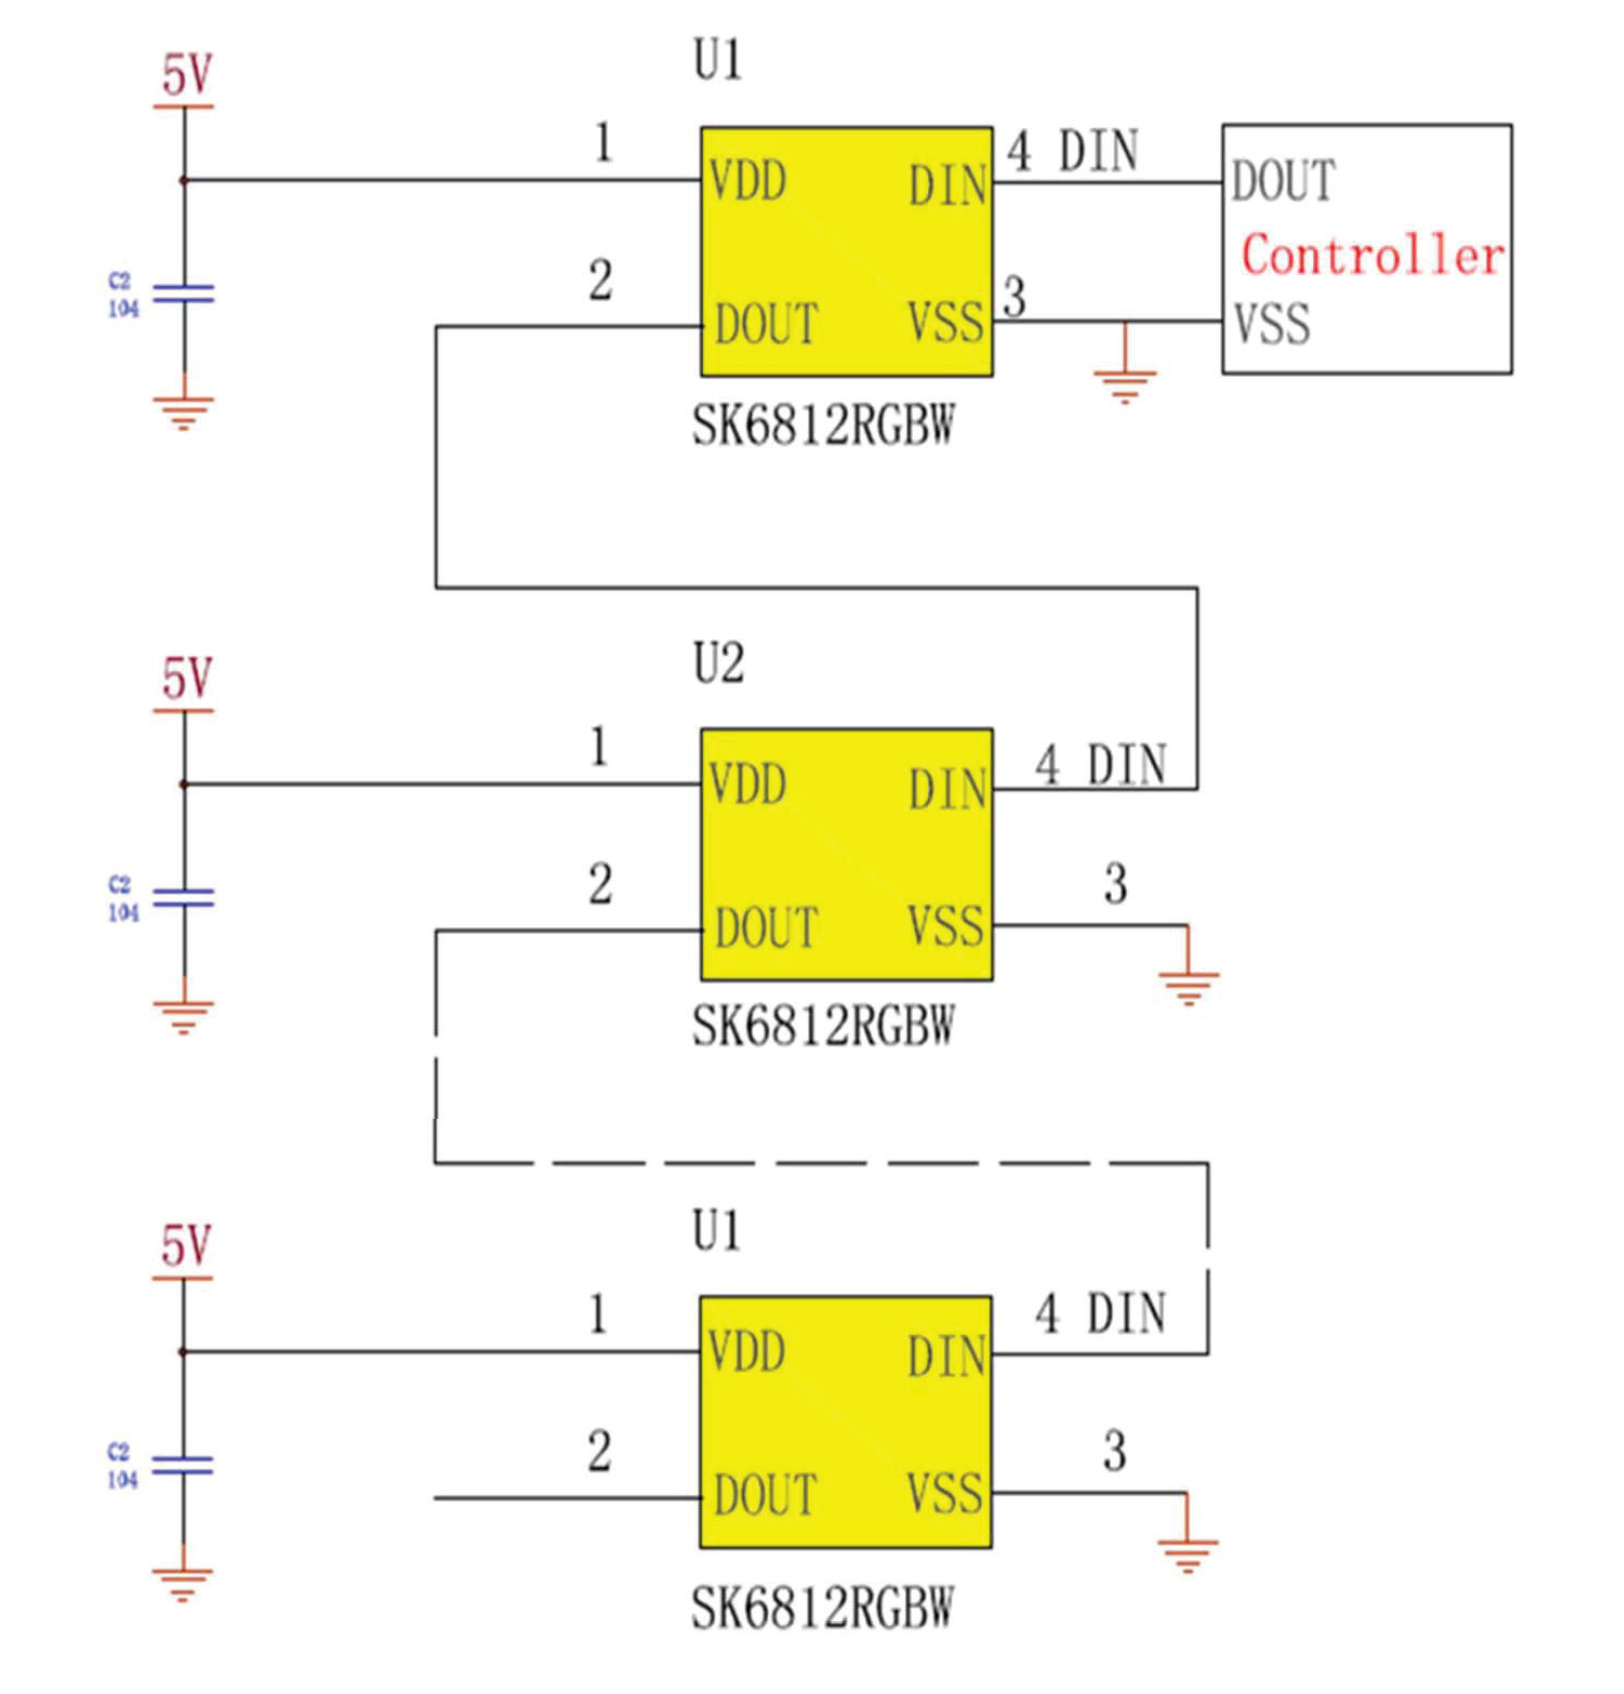 U1
5V
1
4 DIN
VDD
DIN
DOUT
Controller
2
3
C2
104
DOUT
VSS
VSS
SK6812RGBW
U2
5V
1
4 DIN
VDD
DIN
2
3
C2
104
DOUT
VSS
SK6812RGBW
U1
5V
1
4 DIN
VDD
DIN
2
3
C2
104
DOUT
VSS
SK6812RGBW